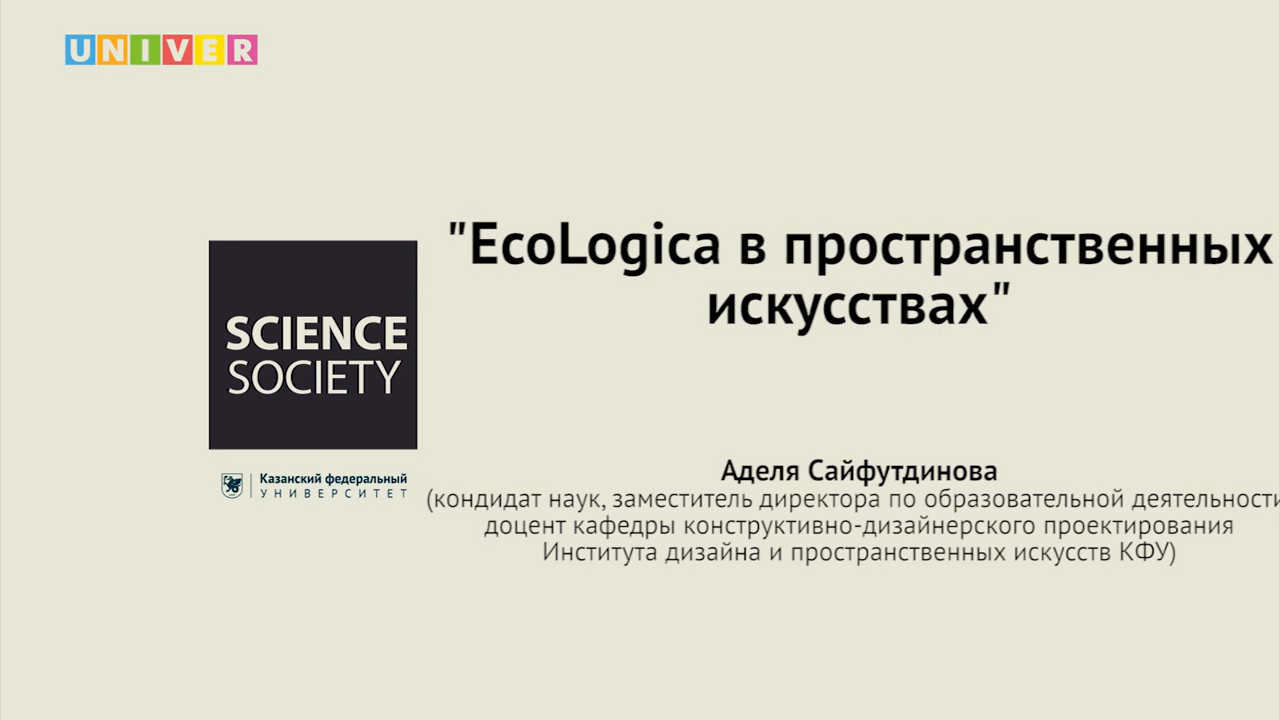 UNIVER
"EcoLogica в пространственных
искусствах"
SCIENCE
SOCIETY
Казанский федеральный
УНИВЕРСИТЕТ
Аделя Сайфутдинова
(кондидат наук, заместитель директора по образовательной деятельности
доцент кафедры конструктивно-дизайнерского проектирования
Института дизайна и пространственных искусств КФУ)